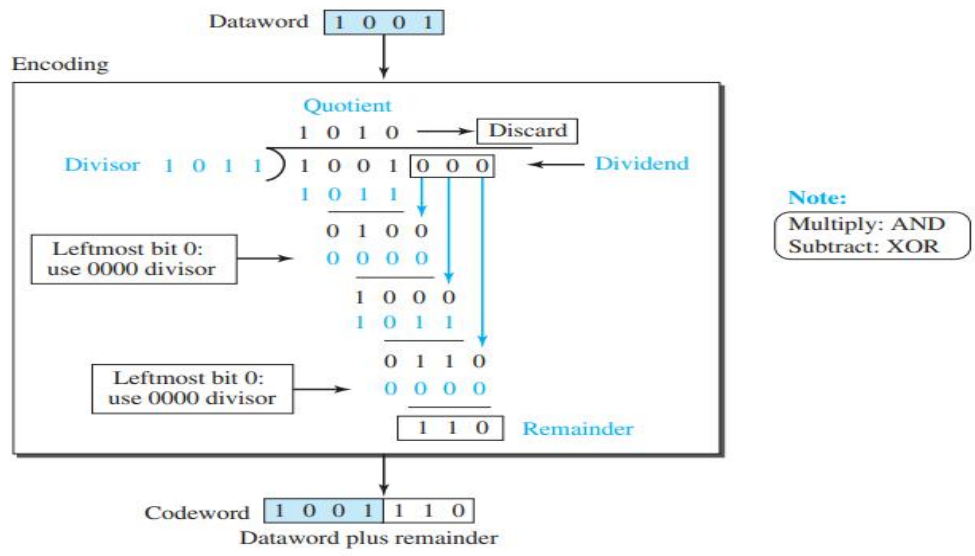 Dataword 1 0 0 1
Encoding
Quotient
1 0 1 0 Discard
Divisor 1 0 1 1 1 0 0 1 0 0 0 Dividend
1 0 1 1
Note:
Multiply: AND
Subtract: XOR
0 1 0 0
Leftmost bit 0:
use 0000 divisor
0 0 0 0
1 0 0 0
1 0 1 1
0 1 1 0
Leftmost bit 0:
use 0000 divisor
0 0 0 0
1 1 0 Remainder
Codeword 1 0 0 1 1 1 0
Dataword plus remainder